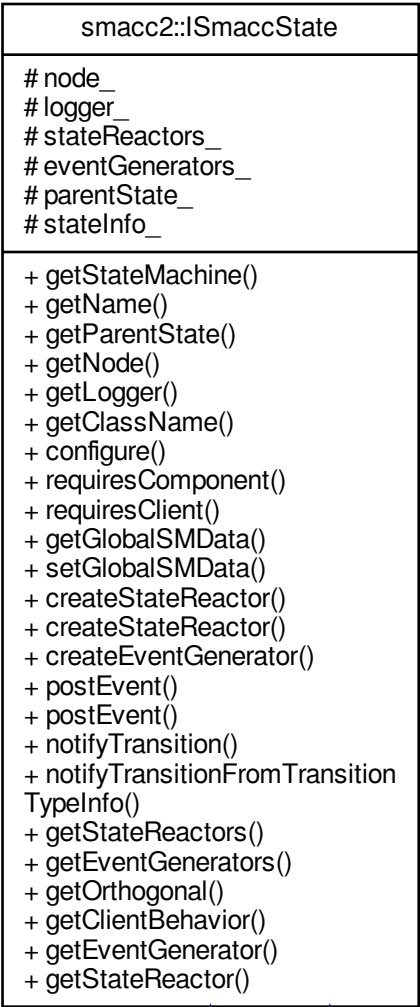 smacc2::ISmaccState
# node_
# logger_
# stateReactors_
# eventGenerators_
# parentState_
# stateInfo_
+ getStateMachine()
+ getName()
+ getParentState()
+ getNode()
+ getLogger()
+ getClassName()
+ configure()
+ requiresComponent()
+ requiresClient()
+ getGlobalSMData()
+ setGlobalSMData()
+ createStateReactor()
+ createStateReactor()
+ createEventGenerator()
+ postEvent()
+ postEvent()
+ notifyTransition()
+ notifyTransitionFromTransition
TypeInfo()
+ getStateReactors()
+ getEventGenerators()
+ getOrthogonal()
+ getClientBehavior()
+ getEventGenerator()
+ getStateReactor()